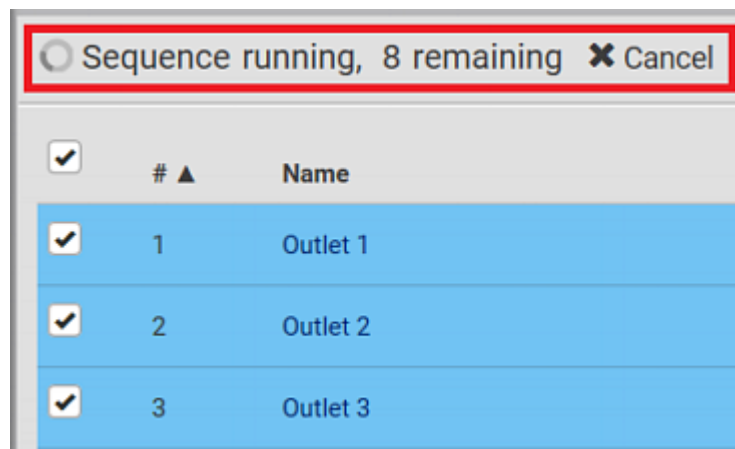 Sequence running, 8 remaining ✖ Cancel
# ▲ Name
1 Outlet 1
2 Outlet 2
3 Outlet 3